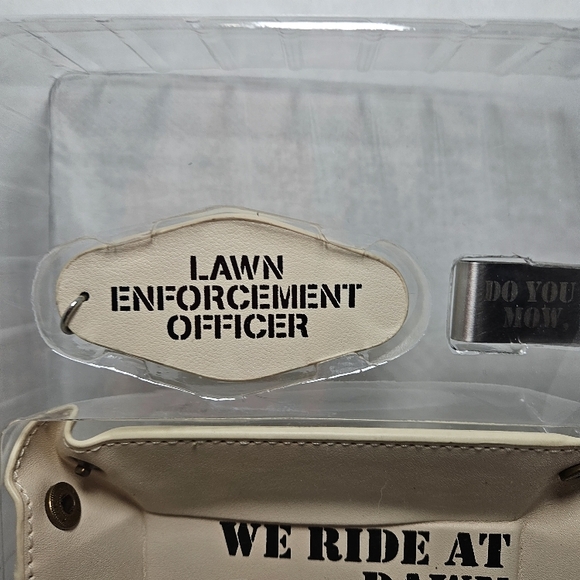 LAWN
ENFORCEMENT
OFFICER
DO YOU
MOW,
WE RIDE AT